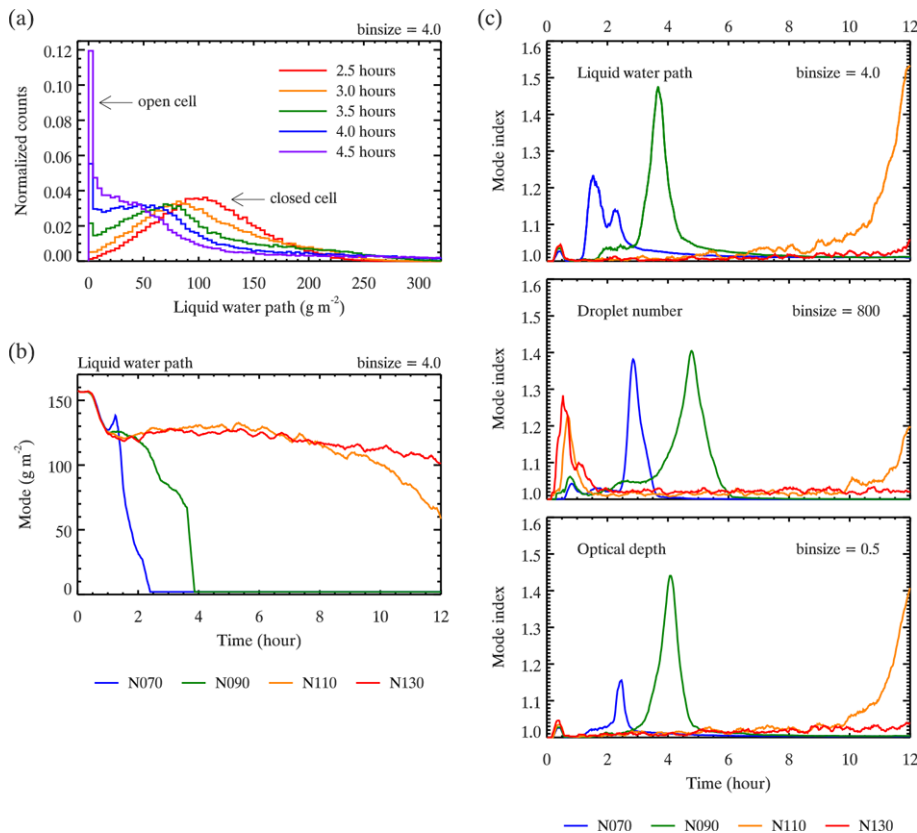 (a)
binsize = 4.0
Normalized counts
0.12
0.10
0.08
0.06
0.04
0.02
0.00
open cell
closed cell
2.5 hours
3.0 hours
3.5 hours
4.0 hours
4.5 hours
0 50 100 150 200 250 300
Liquid water path (g m⁻²)
(b)
Liquid water path binsize = 4.0
Mode (g m⁻²)
150
100
50
0
0 2 4 6 8 10 12
Time (hour)
N070 N090 N110 N130
(c)
0 2 4 6 8 10 12
Liquid water path binsize = 4.0
Mode index
1.6
1.5
1.4
1.3
1.2
1.1
1.0
Droplet number binsize = 800
Mode index
1.6
1.5
1.4
1.3
1.2
1.1
1.0
Optical depth binsize = 0.5
Mode index
1.6
1.5
1.4
1.3
1.2
1.1
1.0
0 2 4 6 8 10 12
Time (hour)
N070 N090 N110 N130